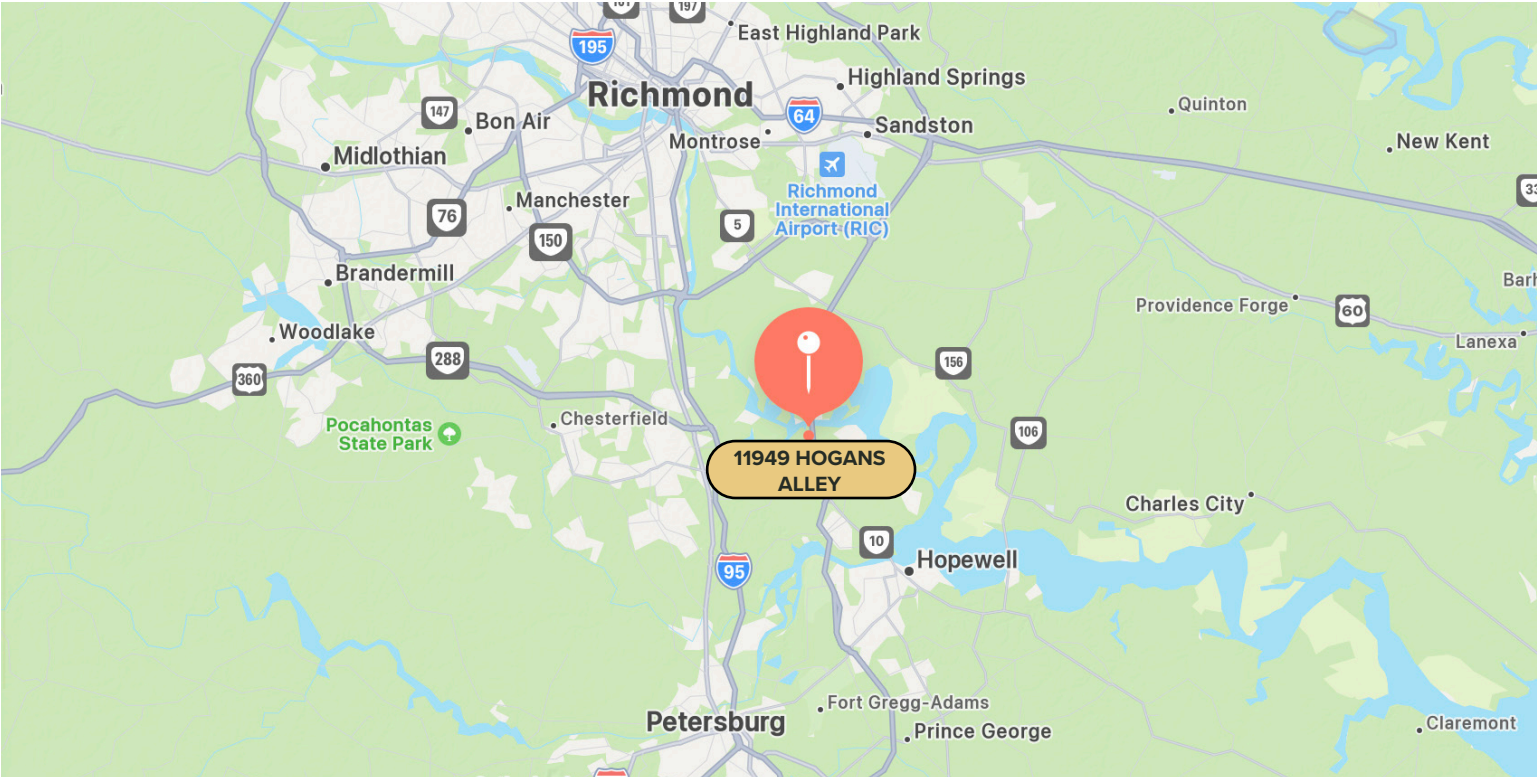 197
East Highland Park
195
Highland Springs
Richmond
147
64
Quinton
Bon Air
Sandston
Montrose
New Kent
Midlothian
Richmond
International
Airport (RIC)
Manchester
76
5
150
Brandermill
Providence Forge
60
Woodlake
Lanexa
288
156
360
Chesterfield
Pocahontas
State Park
106
11949 HOGANS
ALLEY
Charles City
10
Hopewell
95
Fort Gregg-Adams
Petersburg
Prince George
Claremont